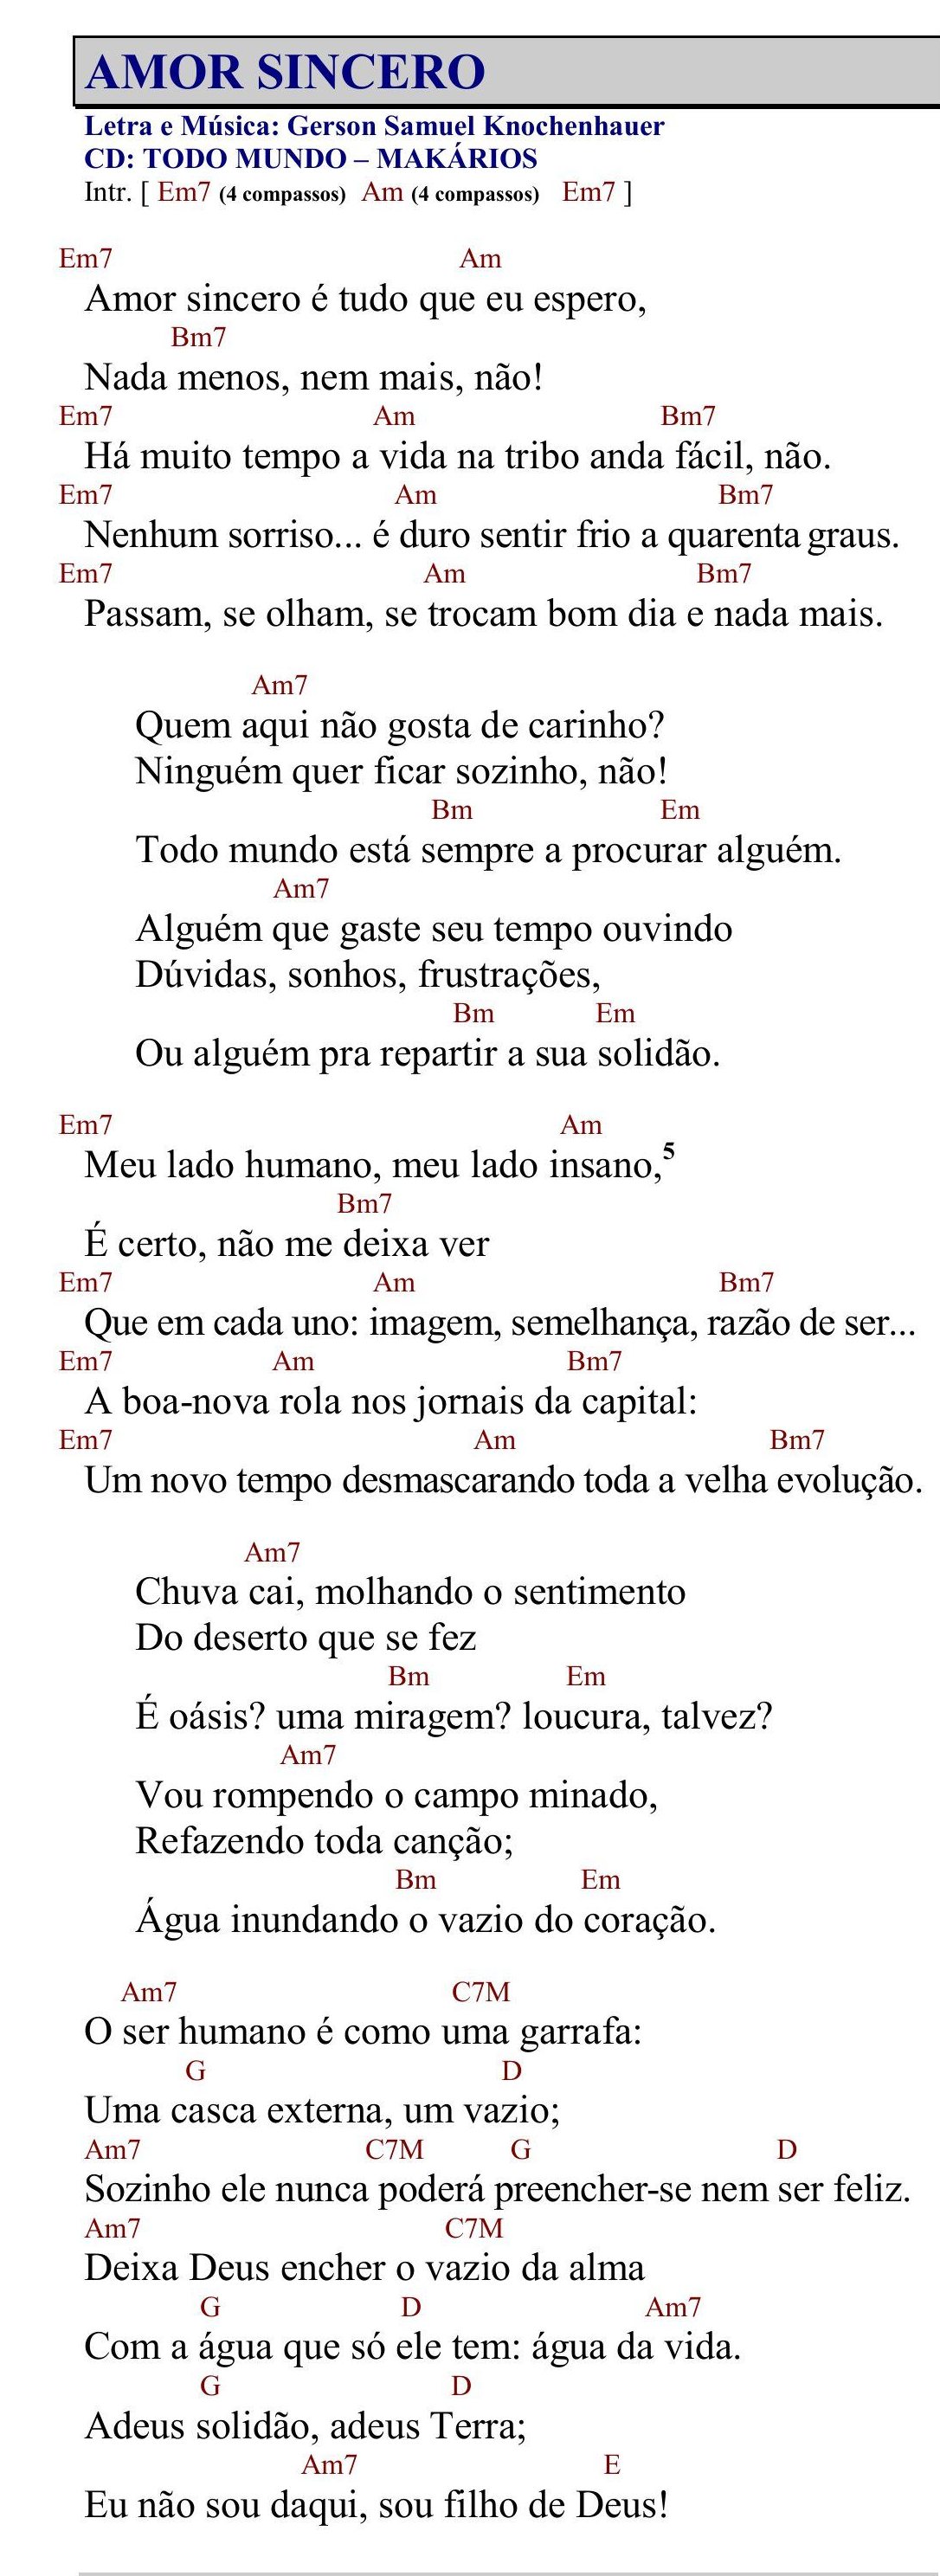 AMOR SINCERO
Letra e Música: Gerson Samuel Knochenhauer
CD: TODO MUNDO – MAKÁRIOS
Intr. [ Em7 (4 compassos) Am (4 compassos) Em7 ]
Em7 Am
Amor sincero é tudo que eu espero,
Bm7
Nada menos, nem mais, não!
Em7 Am Bm7
Há muito tempo a vida na tribo anda fácil, não.
Em7 Am Bm7
Nenhum sorriso... é duro sentir frio a quarenta graus.
Em7 Am Bm7
Passam, se olham, se trocam bom dia e nada mais.
Am7
Quem aqui não gosta de carinho?
Ninguém quer ficar sozinho, não!
Bm Em
Todo mundo está sempre a procurar alguém.
Am7
Alguém que gaste seu tempo ouvindo
Dúvidas, sonhos, frustrações,
Bm Em
Ou alguém pra repartir a sua solidão.
Em7 Am
Meu lado humano, meu lado insano,⁵
Bm7
É certo, não me deixa ver
Em7 Am Bm7
Que em cada uno: imagem, semelhança, razão de ser...
Em7 Am Bm7
A boa-nova rola nos jornais da capital:
Em7 Am Bm7
Um novo tempo desmascarando toda a velha evolução.
Am7
Chuva cai, molhando o sentimento
Do deserto que se fez
Bm Em
É oásis? uma miragem? loucura, talvez?
Am7
Vou rompendo o campo minado,
Refazendo toda canção;
Bm Em
Água inundando o vazio do coração.
Am7 C7M
O ser humano é como uma garrafa:
G D
Uma casca externa, um vazio;
Am7 C7M G D
Sozinho ele nunca poderá preencher-se nem ser feliz.
Am7 C7M
Deixa Deus encher o vazio da alma
G D Am7
Com a água que só ele tem: água da vida.
G D
Adeus solidão, adeus Terra;
Am7 E
Eu não sou daqui, sou filho de Deus!